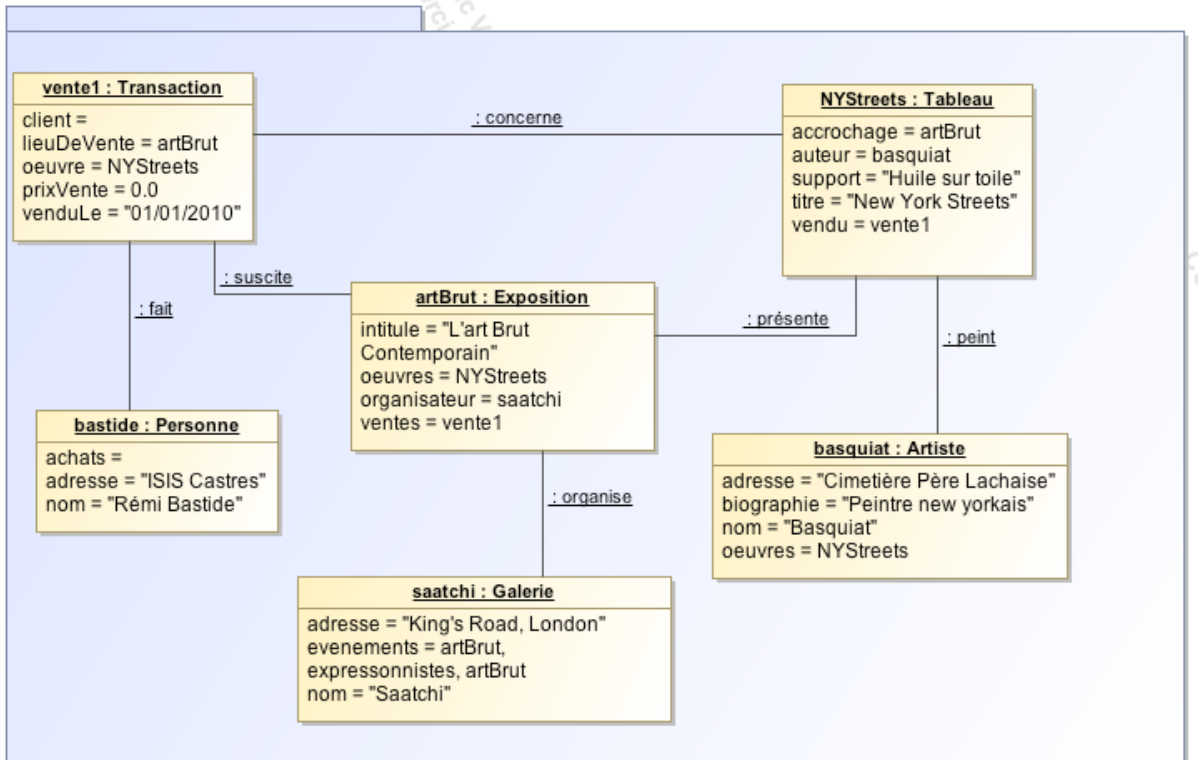 vente1 : Transaction
client =
lieuDeVente = artBrut
oeuvre = NYStreets
prixVente = 0.0
venduLe = "01/01/2010"
: concerne
NYStreets : Tableau
accrochage = artBrut
auteur = basquiat
support = "Huile sur toile"
titre = "New York Streets"
vendu = vente1
: suscite
: fait
artBrut : Exposition
intitule = "L'art Brut
Contemporain"
oeuvres = NYStreets
organisateur = saatchi
ventes = vente1
: présente
: peint
bastide : Personne
achats =
adresse = "ISIS Castres"
nom = "Rémi Bastide"
: organise
basquiat : Artiste
adresse = "Cimetière Père Lachaise"
biographie = "Peintre new yorkais"
nom = "Basquiat"
oeuvres = NYStreets
saatchi : Galerie
adresse = "King's Road, London"
evenements = artBrut,
expressonnistes, artBrut
nom = "Saatchi"